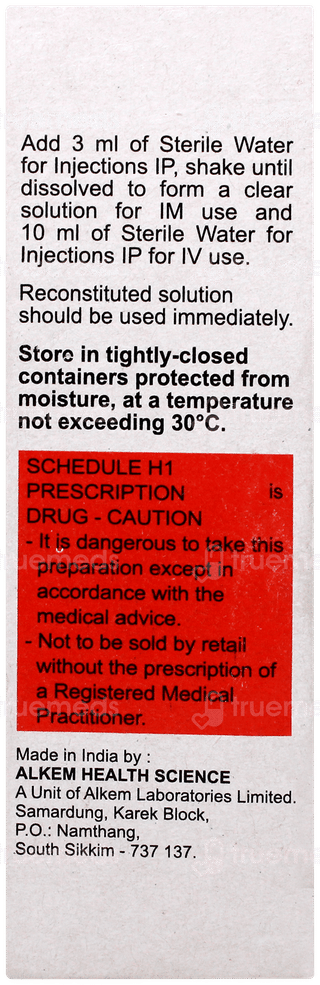 Add 3 ml of Sterile Water
for Injections IP, shake until
dissolved to form a clear
solution for IM use and
10 ml of Sterile Water for
Injections IP for IV use.
Reconstituted solution
should be used immediately.
Store in tightly-closed
containers protected from
moisture, at a temperature
not exceeding 30°C.
SCHEDULE H1
PRESCRIPTION is
DRUG - CAUTION
- It is dangerous to take this
preparation except in
accordance with the
medical advice.
- Not to be sold by retail
without the prescription of
a Registered Medical
Practitioner.
Made in India by :
ALKEM HEALTH SCIENCE
A Unit of Alkem Laboratories Limited.
Samardung, Karek Block,
P.O.: Namthang,
South Sikkim - 737 137.